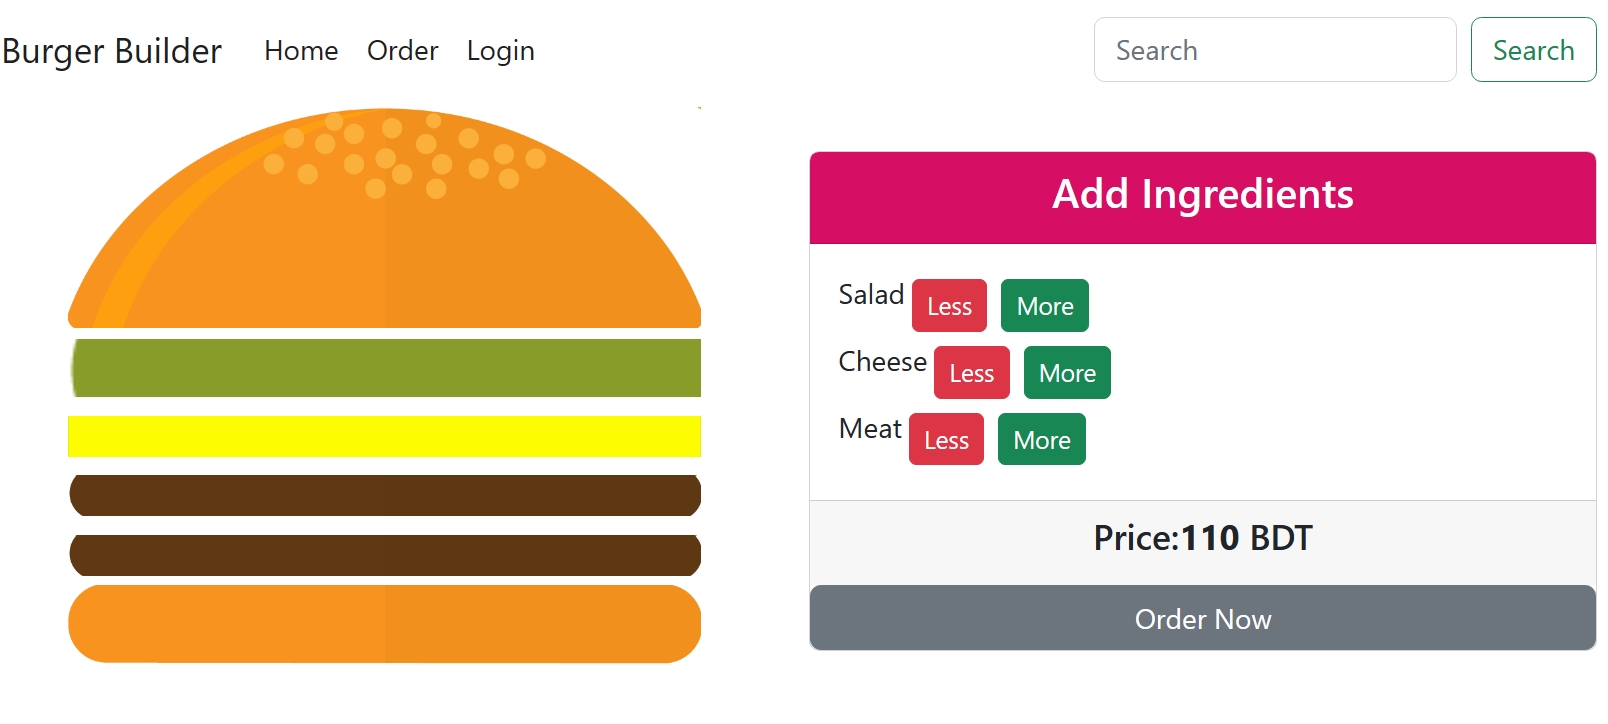 Burger Builder Home Order Login Search Search
Add Ingredients
Salad Less More
Cheese Less More
Meat Less More
Price:110 BDT
Order Now